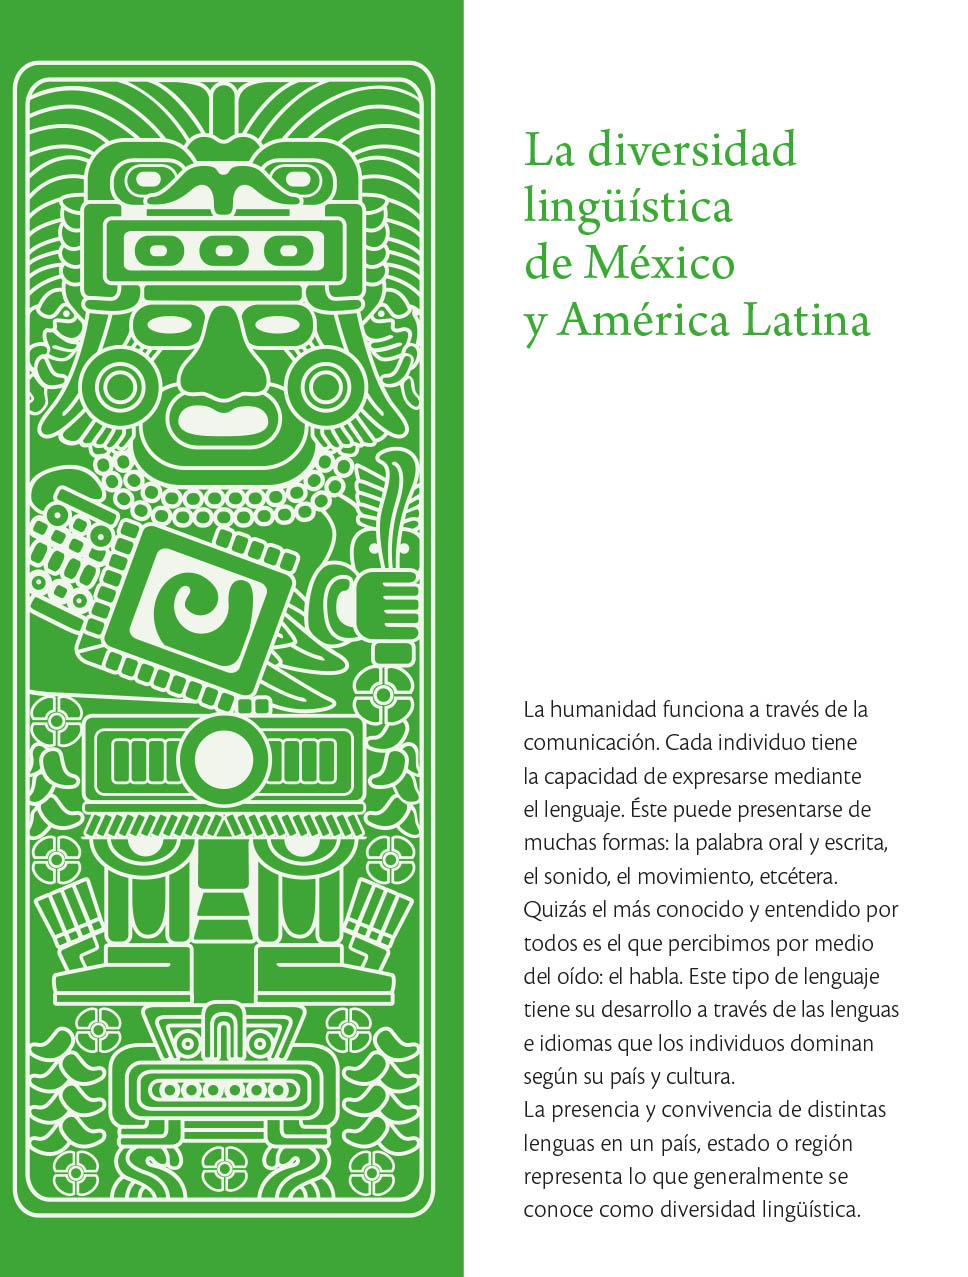 La diversidad
lingüística
de México
y América Latina
La humanidad funciona a través de la
comunicación. Cada individuo tiene
la capacidad de expresarse mediante
el lenguaje. Éste puede presentarse de
muchas formas: la palabra oral y escrita,
el sonido, el movimiento, etcétera.
Quizás el más conocido y entendido por
todos es el que percibimos por medio
del oído: el habla. Este tipo de lenguaje
tiene su desarrollo a través de las lenguas
e idiomas que los individuos dominan
según su país y cultura.
La presencia y convivencia de distintas
lenguas en un país, estado o región
representa lo que generalmente se
conoce como diversidad lingüística.